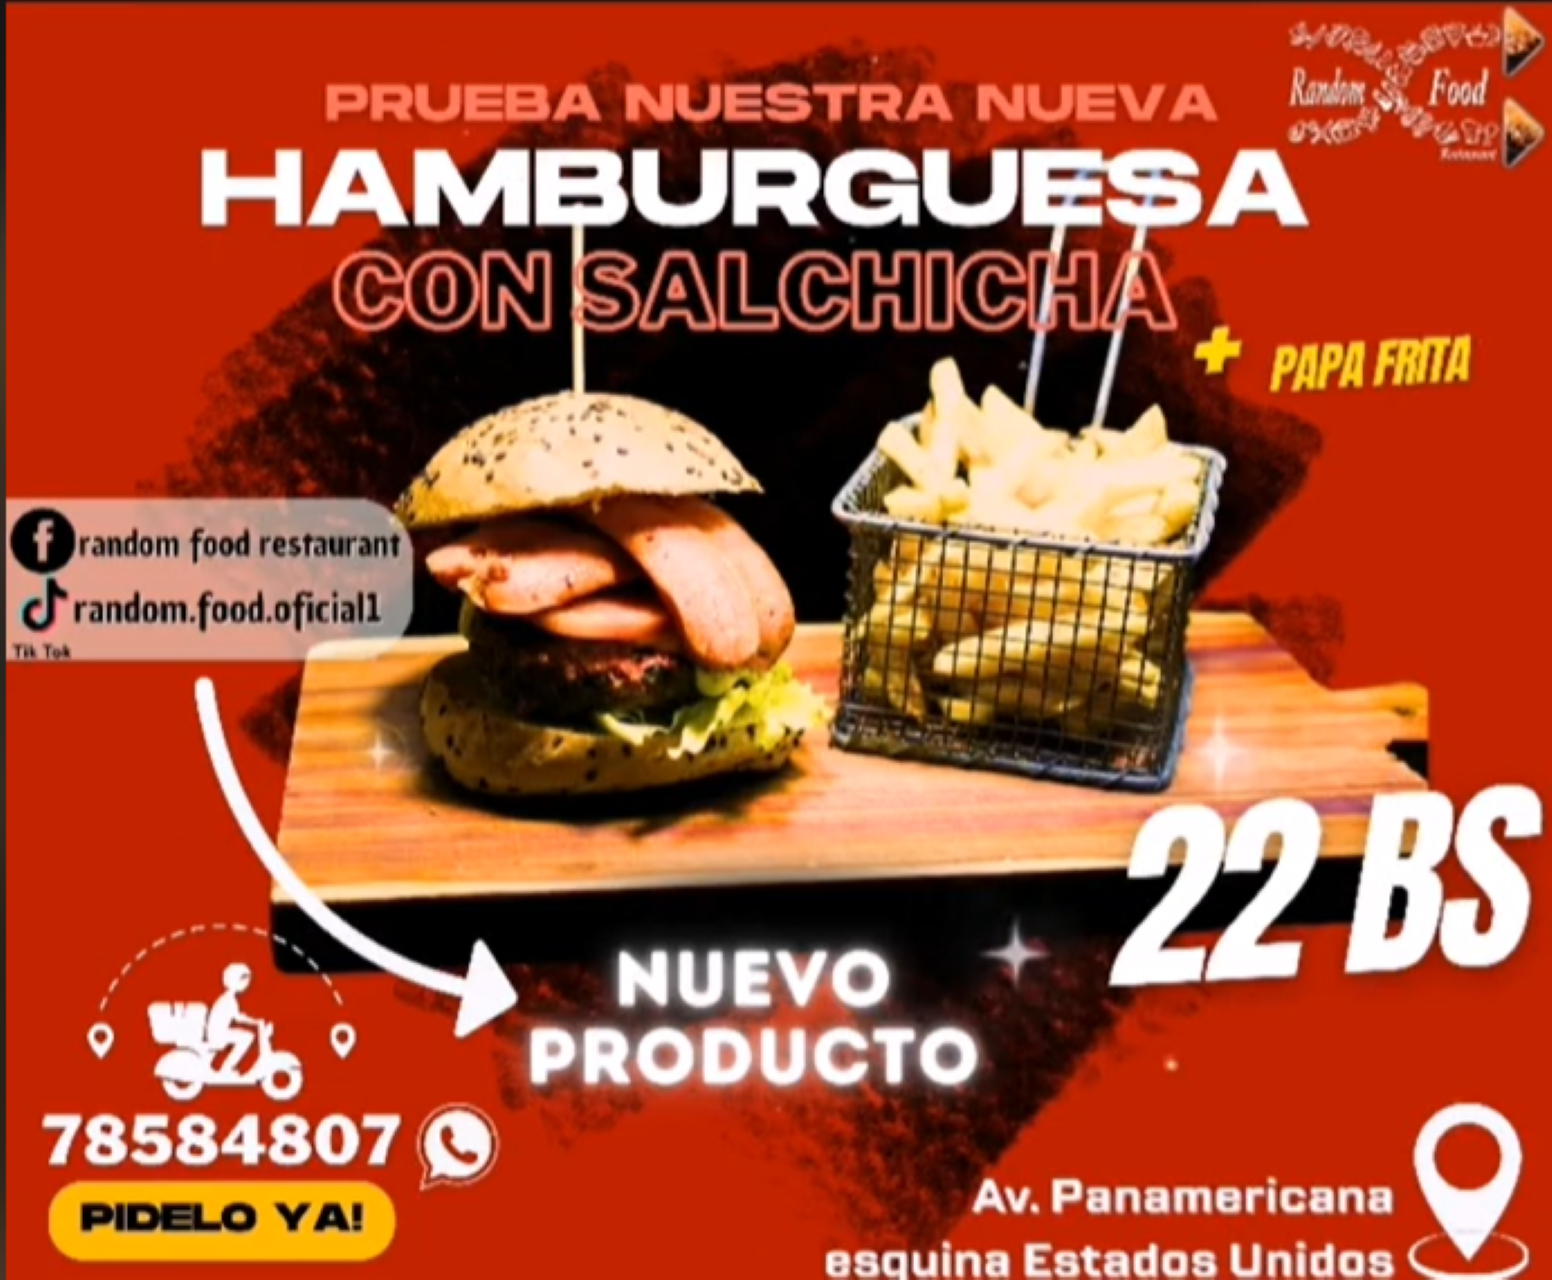 PRUEBA NUESTRA NUEVA
HAMBURGUESA
CON SALCHICHA
+ PAPA FRITA
Random Food
Restaurant
random food restaurant
random.food.oficial1
Tik Tok
22 BS
NUEVO
PRODUCTO
78584807
PIDELO YA!
Av. Panamericana
esquina Estados Unidos